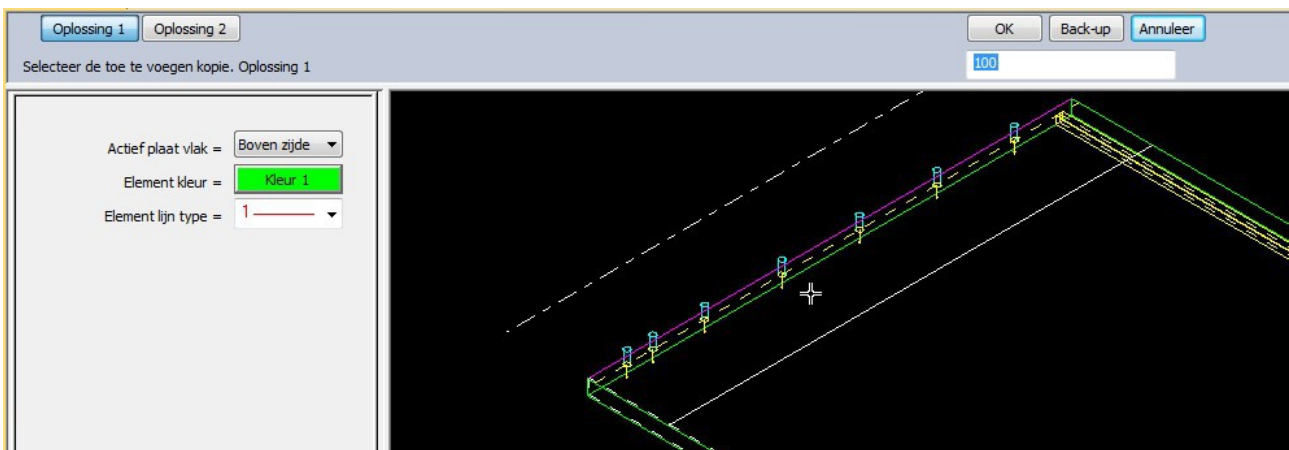 Oplossing 1 Oplossing 2 OK Back-up Annuleer
Selecteer de toe te voegen kopie. Oplossing 1 100
Actief plaat vlak = Boven zijde
Element kleur = Kleur 1
Element lijn type = 1